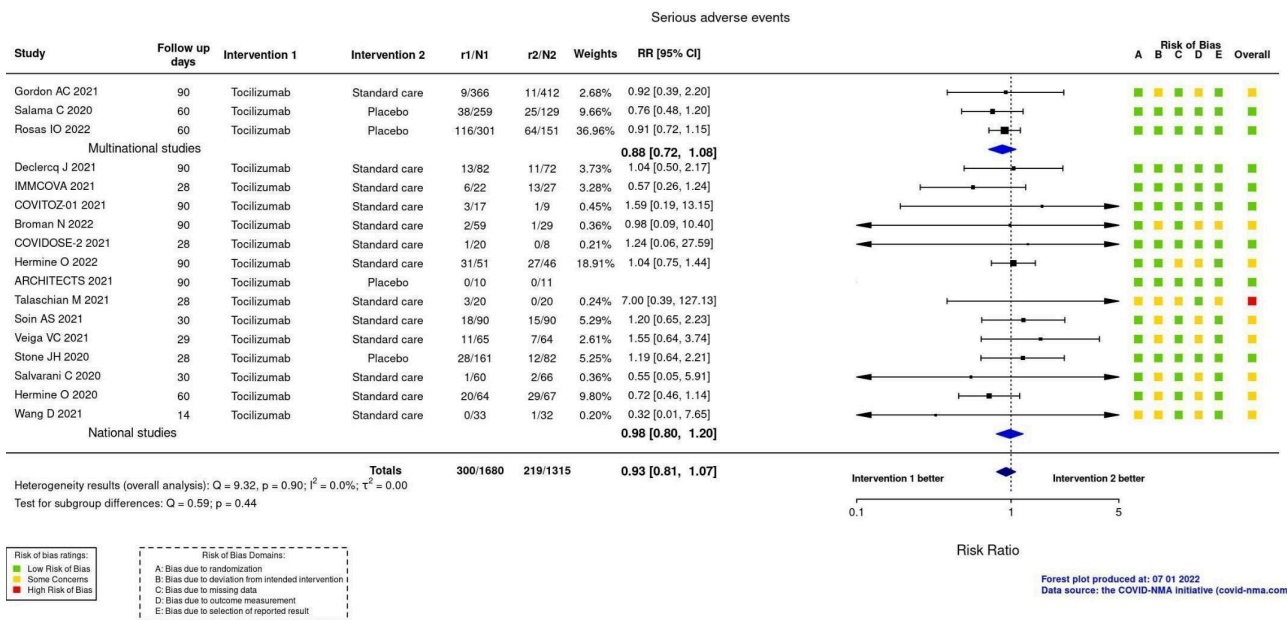 Serious adverse events
Study Follow up days Intervention 1 Intervention 2 r1/N1 r2/N2 Weights RR [95% CI] Risk of Bias A B C D E Overall
Gordon AC 2021 90 Tocilizumab Standard care 9/366 11/412 2.68% 0.92 [0.39, 2.20]
Salama C 2020 60 Tocilizumab Placebo 38/259 25/129 9.66% 0.76 [0.48, 1.20]
Rosas IO 2022 60 Tocilizumab Placebo 116/301 64/151 36.96% 0.91 [0.72, 1.15]
Multinational studies 0.88 [0.72, 1.08]
Declercq J 2021 90 Tocilizumab Standard care 13/82 11/72 3.73% 1.04 [0.50, 2.17]
IMMCOVA 2021 28 Tocilizumab Standard care 6/22 13/27 3.28% 0.57 [0.26, 1.24]
COVITOZ-01 2021 90 Tocilizumab Standard care 3/17 1/9 0.45% 1.59 [0.19, 13.15]
Broman N 2022 90 Tocilizumab Standard care 2/59 1/29 0.36% 0.98 [0.09, 10.40]
COVIDOSE-2 2021 28 Tocilizumab Standard care 1/20 0/8 0.21% 1.24 [0.06, 27.59]
Hermine O 2022 90 Tocilizumab Standard care 31/51 27/46 18.91% 1.04 [0.75, 1.44]
ARCHITECTS 2021 90 Tocilizumab Placebo 0/10 0/11
Talaschian M 2021 28 Tocilizumab Standard care 3/20 0/20 0.24% 7.00 [0.39, 127.13]
Soin AS 2021 30 Tocilizumab Standard care 18/90 15/90 5.29% 1.20 [0.65, 2.23]
Veiga VC 2021 29 Tocilizumab Standard care 11/65 7/64 2.61% 1.55 [0.64, 3.74]
Stone JH 2020 28 Tocilizumab Placebo 28/161 12/82 5.25% 1.19 [0.64, 2.21]
Salvarani C 2020 30 Tocilizumab Standard care 1/60 2/66 0.36% 0.55 [0.05, 5.91]
Hermine O 2020 60 Tocilizumab Standard care 20/64 29/67 9.80% 0.72 [0.46, 1.14]
Wang D 2021 14 Tocilizumab Standard care 0/33 1/32 0.20% 0.32 [0.01, 7.65]
National studies 0.98 [0.80, 1.20]
Totals 300/1680 219/1315 0.93 [0.81, 1.07]
Heterogeneity results (overall analysis): Q = 9.32, p = 0.90; I² = 0.0%; τ² = 0.00
Test for subgroup differences: Q = 0.59; p = 0.44
Intervention 1 better Intervention 2 better
0.1 1 5
Risk Ratio
Risk of bias ratings:
Low Risk of Bias
Some Concerns
High Risk of Bias
Risk of Bias Domains:
A: Bias due to randomization
B: Bias due to deviation from intended intervention
C: Bias due to missing data
D: Bias due to outcome measurement
E: Bias due to selection of reported result
Forest plot produced at: 07 01 2022
Data source: the COVID-NMA initiative (covid-nma.com